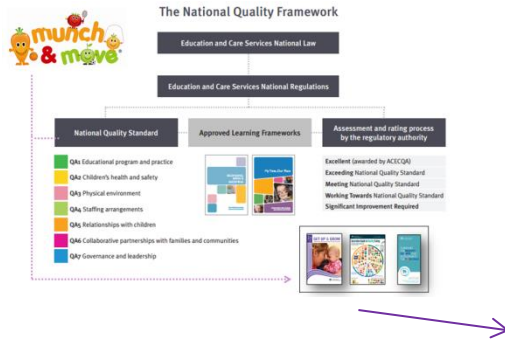 The National Quality Framework
munch
& move
Education and Care Services National Law
Education and Care Services National Regulations
National Quality Standard
Approved Learning Frameworks
Assessment and rating process
by the regulatory authority
QA1 Educational program and practice
QA2 Children's health and safety
QA3 Physical environment
QA4 Staffing arrangements
QA5 Relationships with children
QA6 Collaborative partnerships with families and communities
QA7 Governance and leadership
Excellent (awarded by ACECQA)
Exceeding National Quality Standard
Meeting National Quality Standard
Working Towards National Quality Standard
Significant Improvement Required
GET UP & GROW